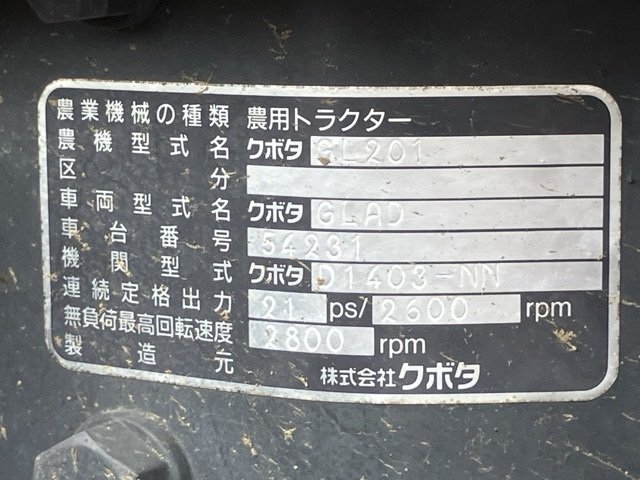 農業機械の種類 農用トラクター
農機型式名 クボタ GL201
区分
車両型式名 クボタ GLAD
車台番号 54231
機関型式 クボタ D1403-NN
連続定格出力 21 ps/ 2600 rpm
無負荷最高回転速度 2800 rpm
製造元 株式会社クボタ